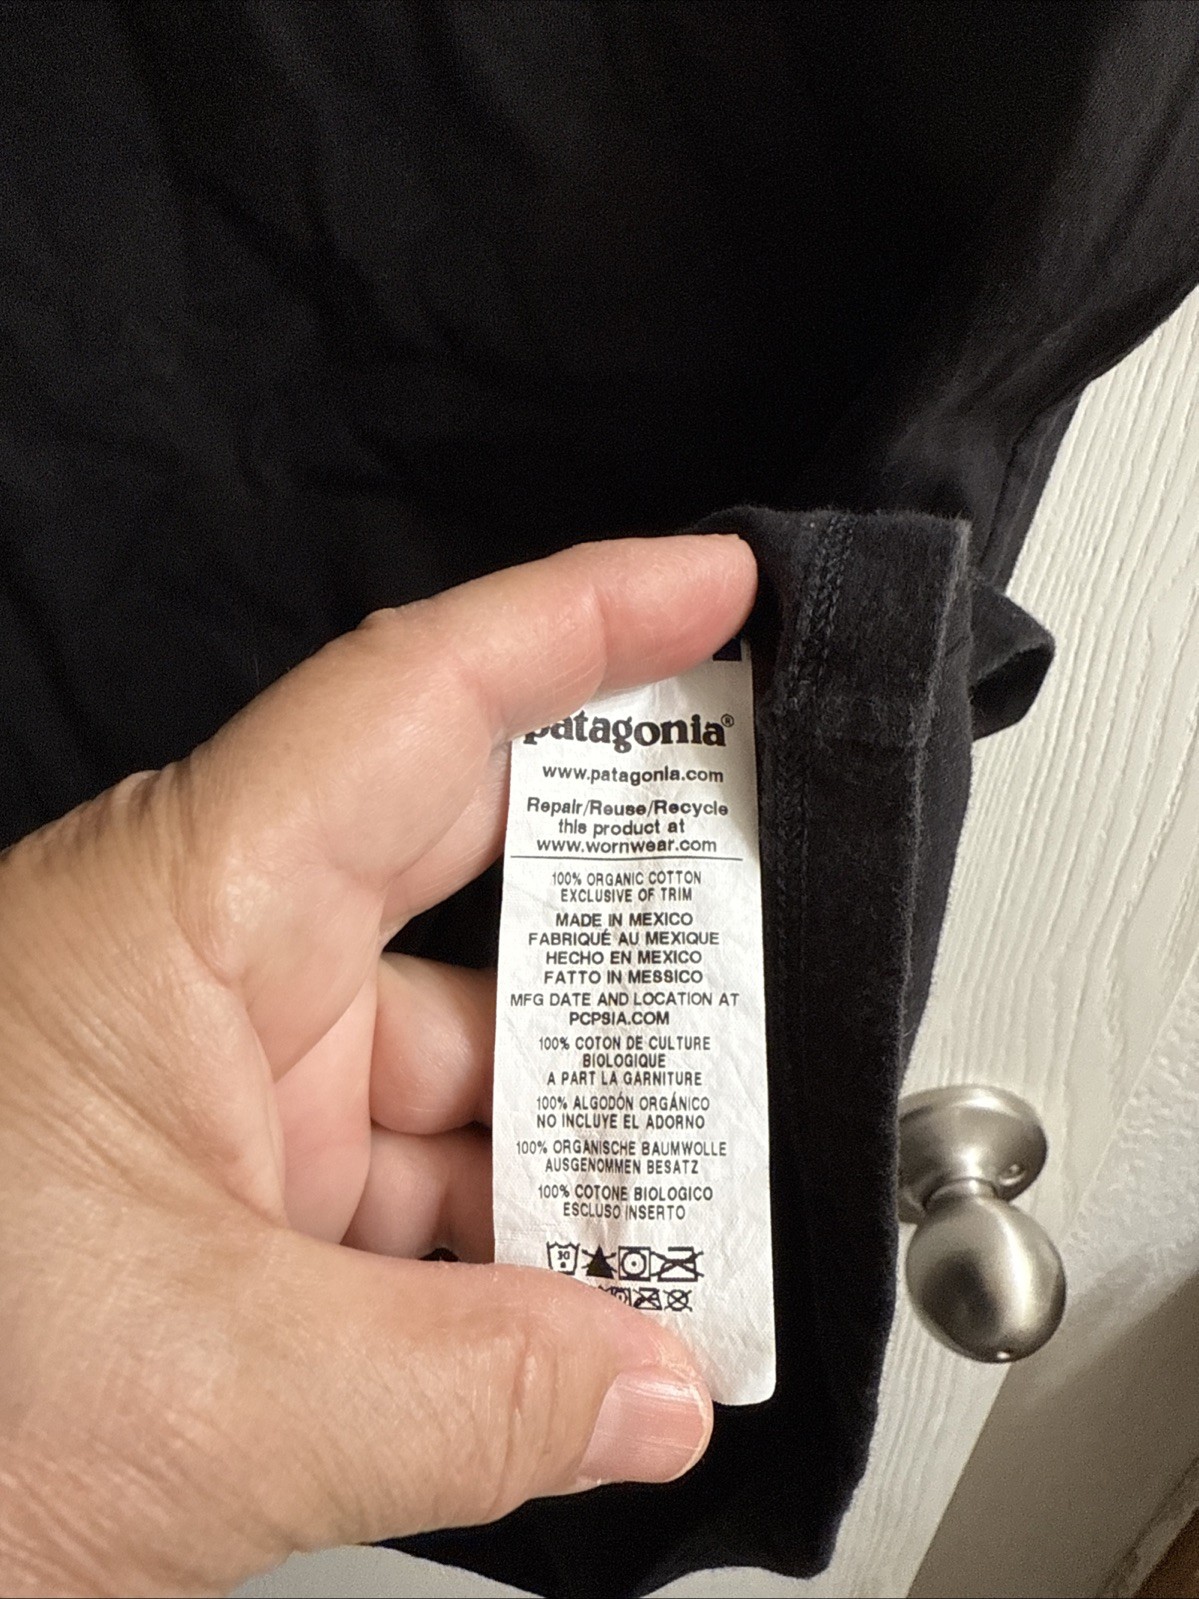 patagonia®
www.patagonia.com
Repair/Reuse/Recycle
this product at
www.wornwear.com
100% ORGANIC COTTON
EXCLUSIVE OF TRIM
MADE IN MEXICO
FABRIQUÉ AU MEXIQUE
HECHO EN MEXICO
FATTO IN MESSICO
MFG DATE AND LOCATION AT
PCPSIA.COM
100% COTON DE CULTURE
BIOLOGIQUE
A PART LA GARNITURE
100% ALGODÓN ORGÁNICO
NO INCLUYE EL ADORNO
100% ORGANISCHE BAUMWOLLE
AUSGENOMMEN BESATZ
100% COTONE BIOLOGICO
ESCLUSO INSERTO
30